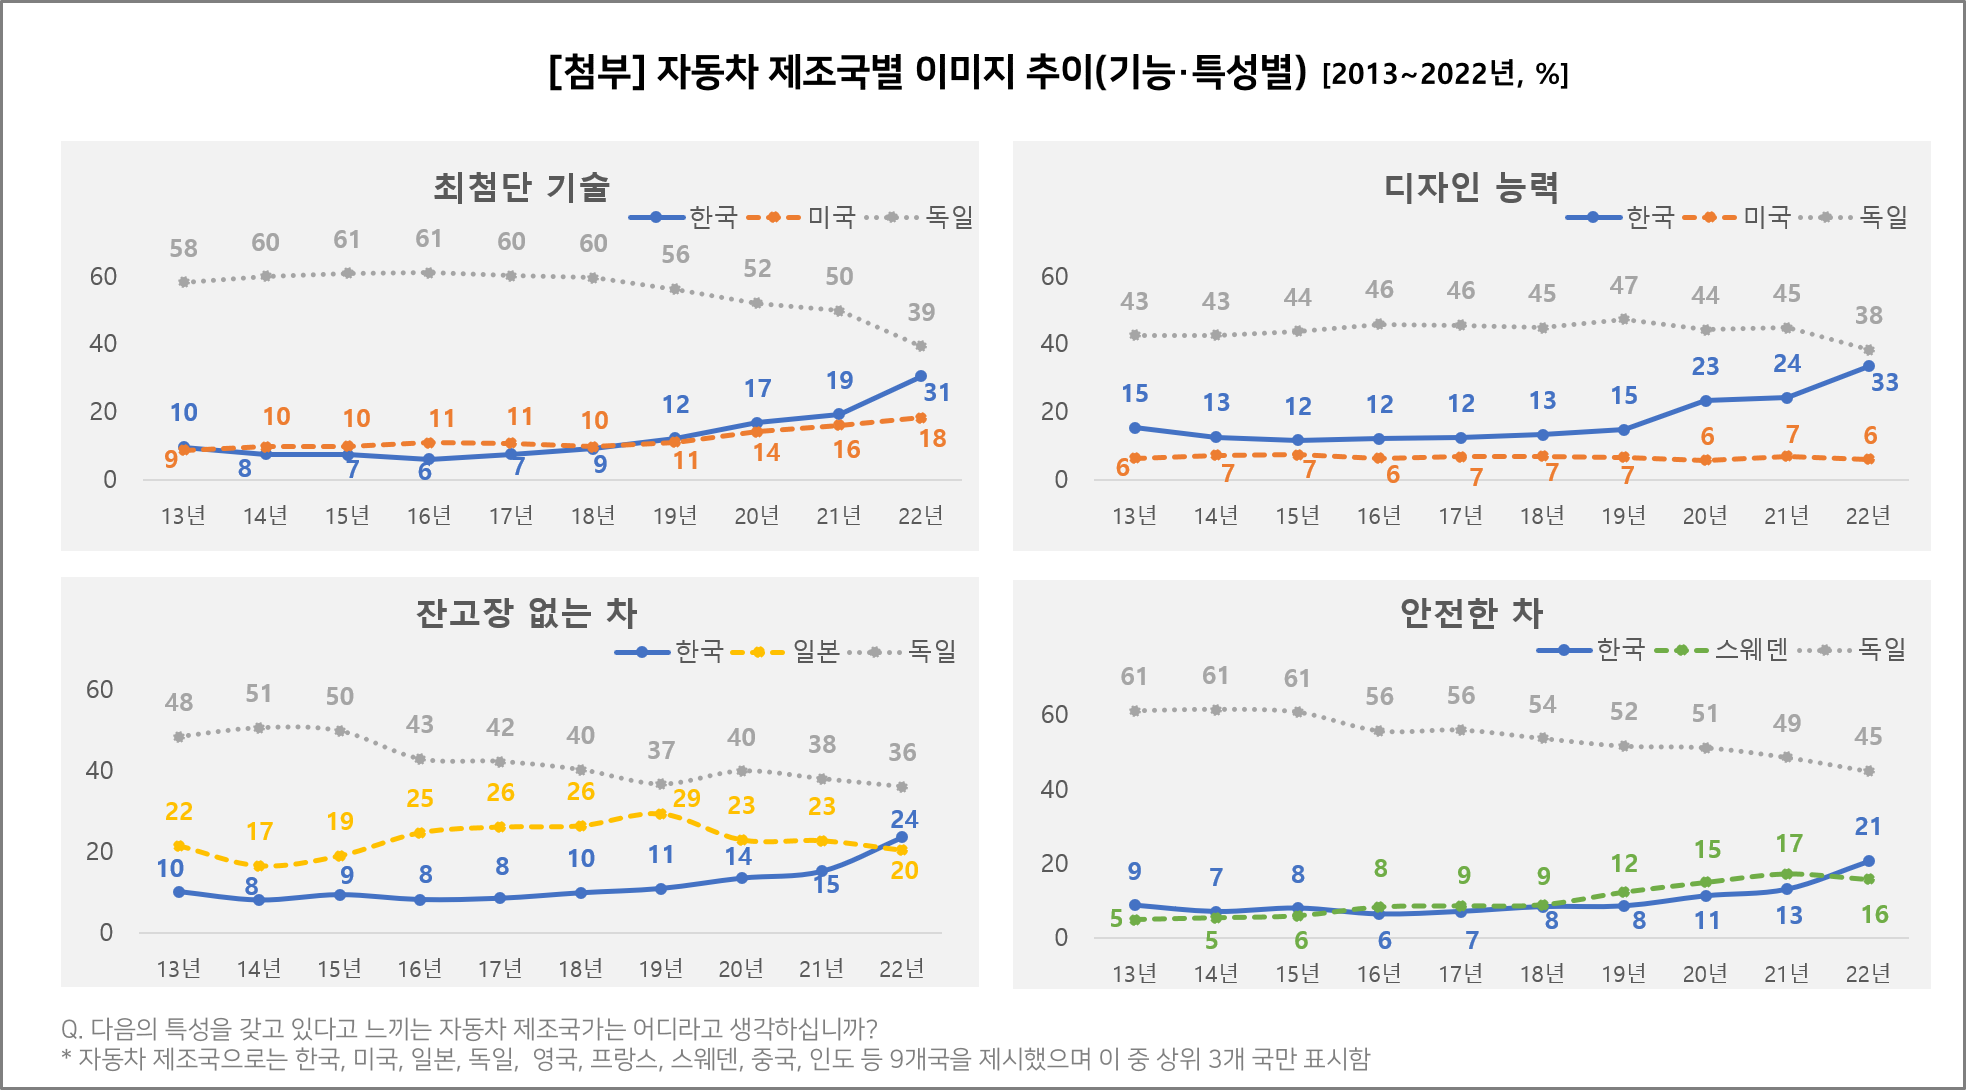 [첨부] 자동차 제조국별 이미지 추이(기능·특성별) [2013~2022년, %]
최첨단 기술
한국 미국 독일
58 60 61 61 60 60 56 52 50 39
10 8 7 6 7 9 12 17 19 31
9 10 10 11 11 10 11 14 16 18
60
40
20
0
13년 14년 15년 16년 17년 18년 19년 20년 21년 22년
디자인 능력
한국 미국 독일
43 43 44 46 46 45 47 44 45 38
15 13 12 12 12 13 15 23 24 33
6 7 7 6 7 7 7 6 7 6
60
40
20
0
13년 14년 15년 16년 17년 18년 19년 20년 21년 22년
잔고장 없는 차
한국 일본 독일
48 51 50 43 42 40 37 40 38 36
22 17 19 25 26 26 29 23 23 20
10 8 9 8 8 10 11 14 15 24
60
40
20
0
13년 14년 15년 16년 17년 18년 19년 20년 21년 22년
안전한 차
한국 스웨덴 독일
61 61 61 56 56 54 52 51 49 45
9 7 8 6 7 8 8 11 13 21
5 5 6 8 9 9 12 15 17 16
60
40
20
0
13년 14년 15년 16년 17년 18년 19년 20년 21년 22년
Q. 다음의 특성을 갖고 있다고 느끼는 자동차 제조국가는 어디라고 생각하십니까?
* 자동차 제조국으로는 한국, 미국, 일본, 독일, 영국, 프랑스, 스웨덴, 중국, 인도 등 9개국을 제시했으며 이 중 상위 3개 국만 표시함